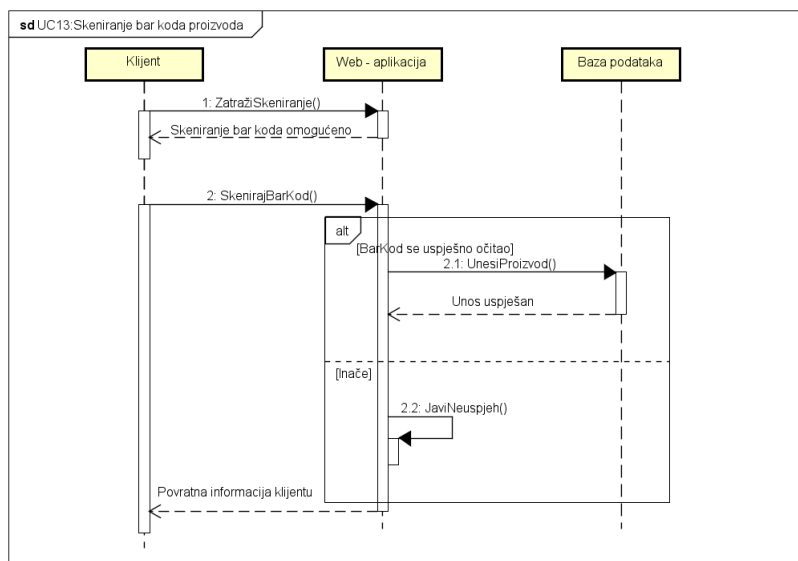 sd UC13:Skeniranje bar koda proizvoda
Klijent
Web - aplikacija
Baza podataka
1: ZatražiSkeniranje()
Skeniranje bar koda omogućeno
2: SkenirajBarKod()
alt
[BarKod se uspješno očitao]
2.1: UnesiProizvod()
Unos uspješan
[Inače]
2.2: JaviNeuspjeh()
Povratna informacija klijentu